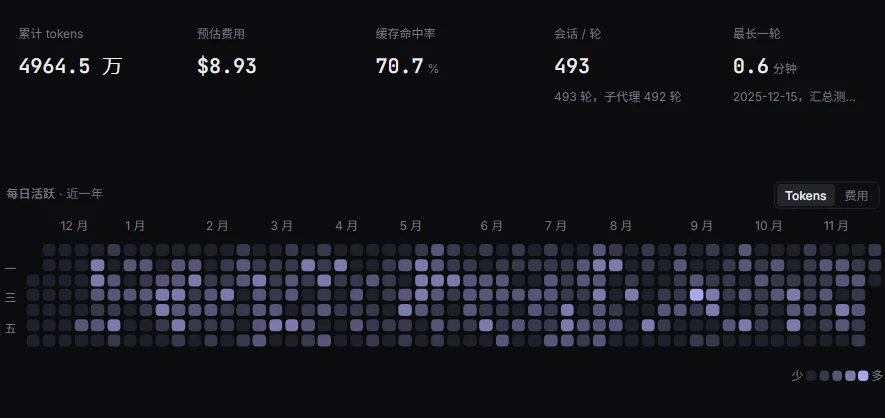 累计 tokens
预估费用
缓存命中率
会话 / 轮
最长一轮
4964.5 万
$8.93
70.7 %
493
0.6 分钟
493 轮，子代理 492 轮
2025-12-15，汇总测…
每日活跃 · 近一年
Tokens 费用
12 月 1 月 2 月 3 月 4 月 5 月 6 月 7 月 8 月 9 月 10 月 11 月
一
三
五
少 多